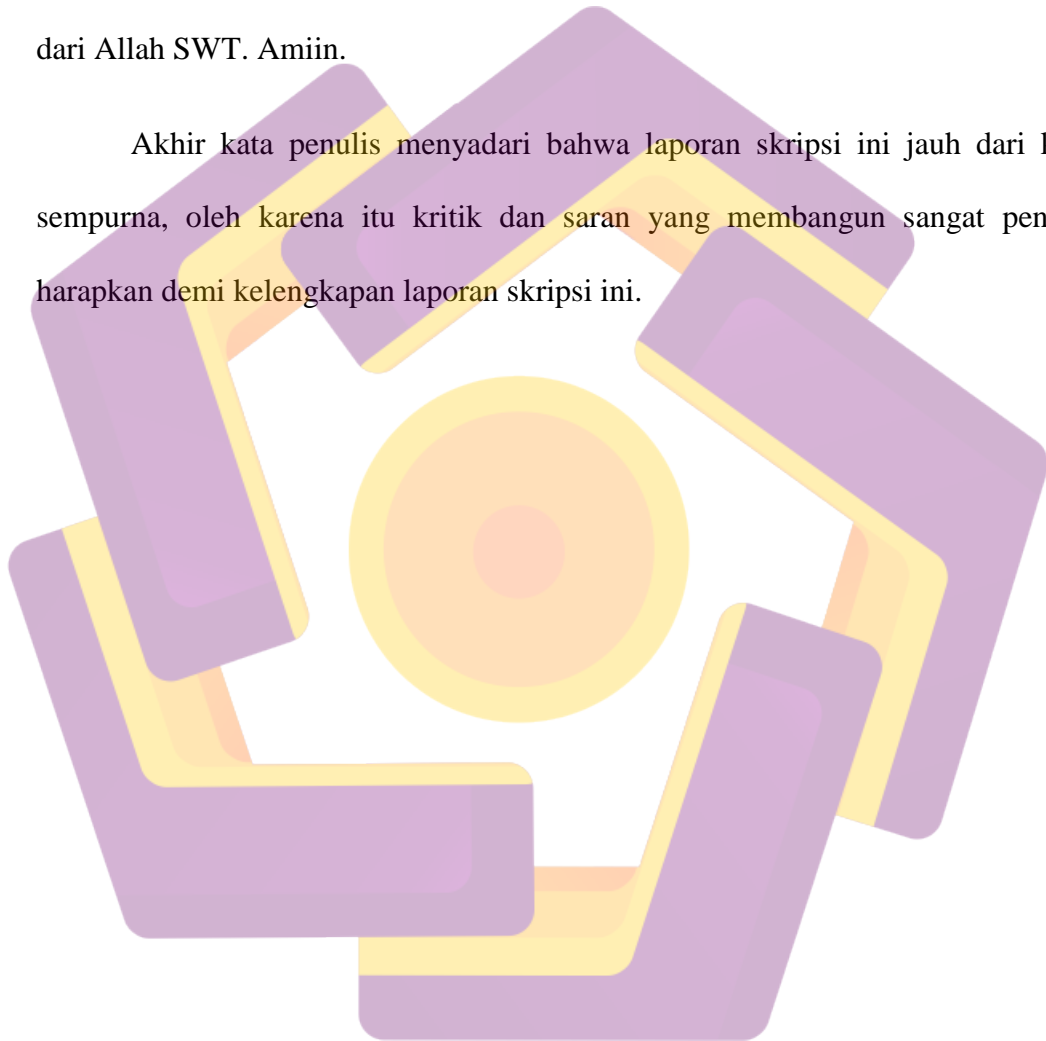 dari Allah SWT. Amiin.
Akhir kata penulis menyadari bahwa laporan skripsi ini jauh dari
sempurna, oleh karena itu kritik dan saran yang membangun sangat
harapkan demi kelengkapan laporan skripsi ini.